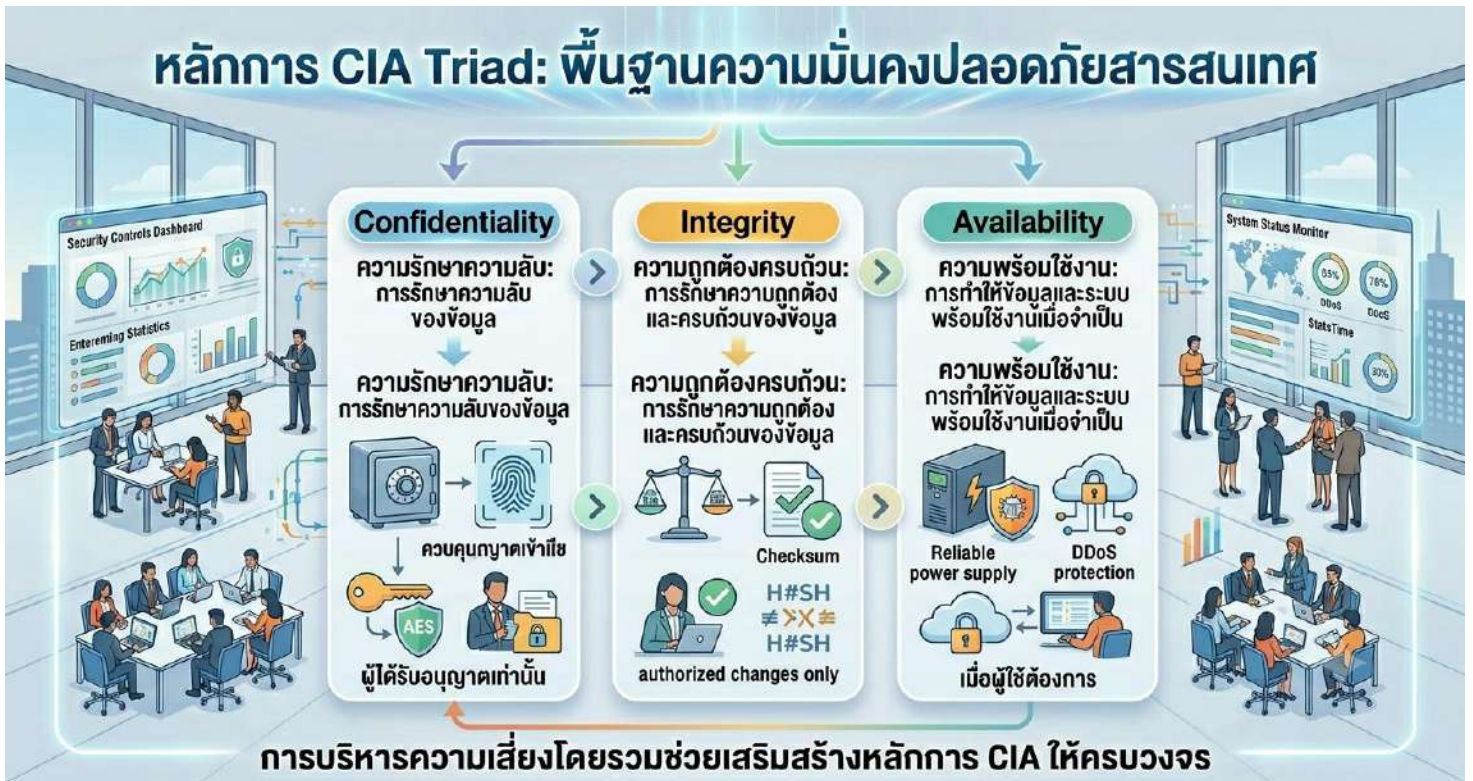 หลักการ CIA Triad: พื้นฐานความมั่นคงปลอดภัยสารสนเทศ
Security Controls Dashboard
Entereming Statistics
Confidentiality
ความรักษาความลับ:
การรักษาความลับ
ของข้อมูล
ความรักษาความลับ:
การรักษาความลับของข้อมูล
AES
ผู้ได้รับอนุญาตเท่านั้น
Integrity
ความถูกต้องครบถ้วน:
การรักษาความถูกต้อง
และครบถ้วนของข้อมูล
ความถูกต้องครบถ้วน:
การรักษาความถูกต้อง
และครบถ้วนของข้อมูล
Checksum
H#SH
H#SH
authorized changes only
Availability
ความพร้อมใช้งาน:
การทำให้ข้อมูลและระบบ
พร้อมใช้งานเมื่อจำเป็น
ความพร้อมใช้งาน:
การทำให้ข้อมูลและระบบ
พร้อมใช้งานเมื่อจำเป็น
Reliable
power supply
DDoS
protection
เมื่อผู้ใช้ต้องการ
System Status Monitor
StatsTime
30%
การบริหารความเสี่ยงโดยรวมช่วยเสริมสร้างหลักการ CIA ให้ครบวงจร